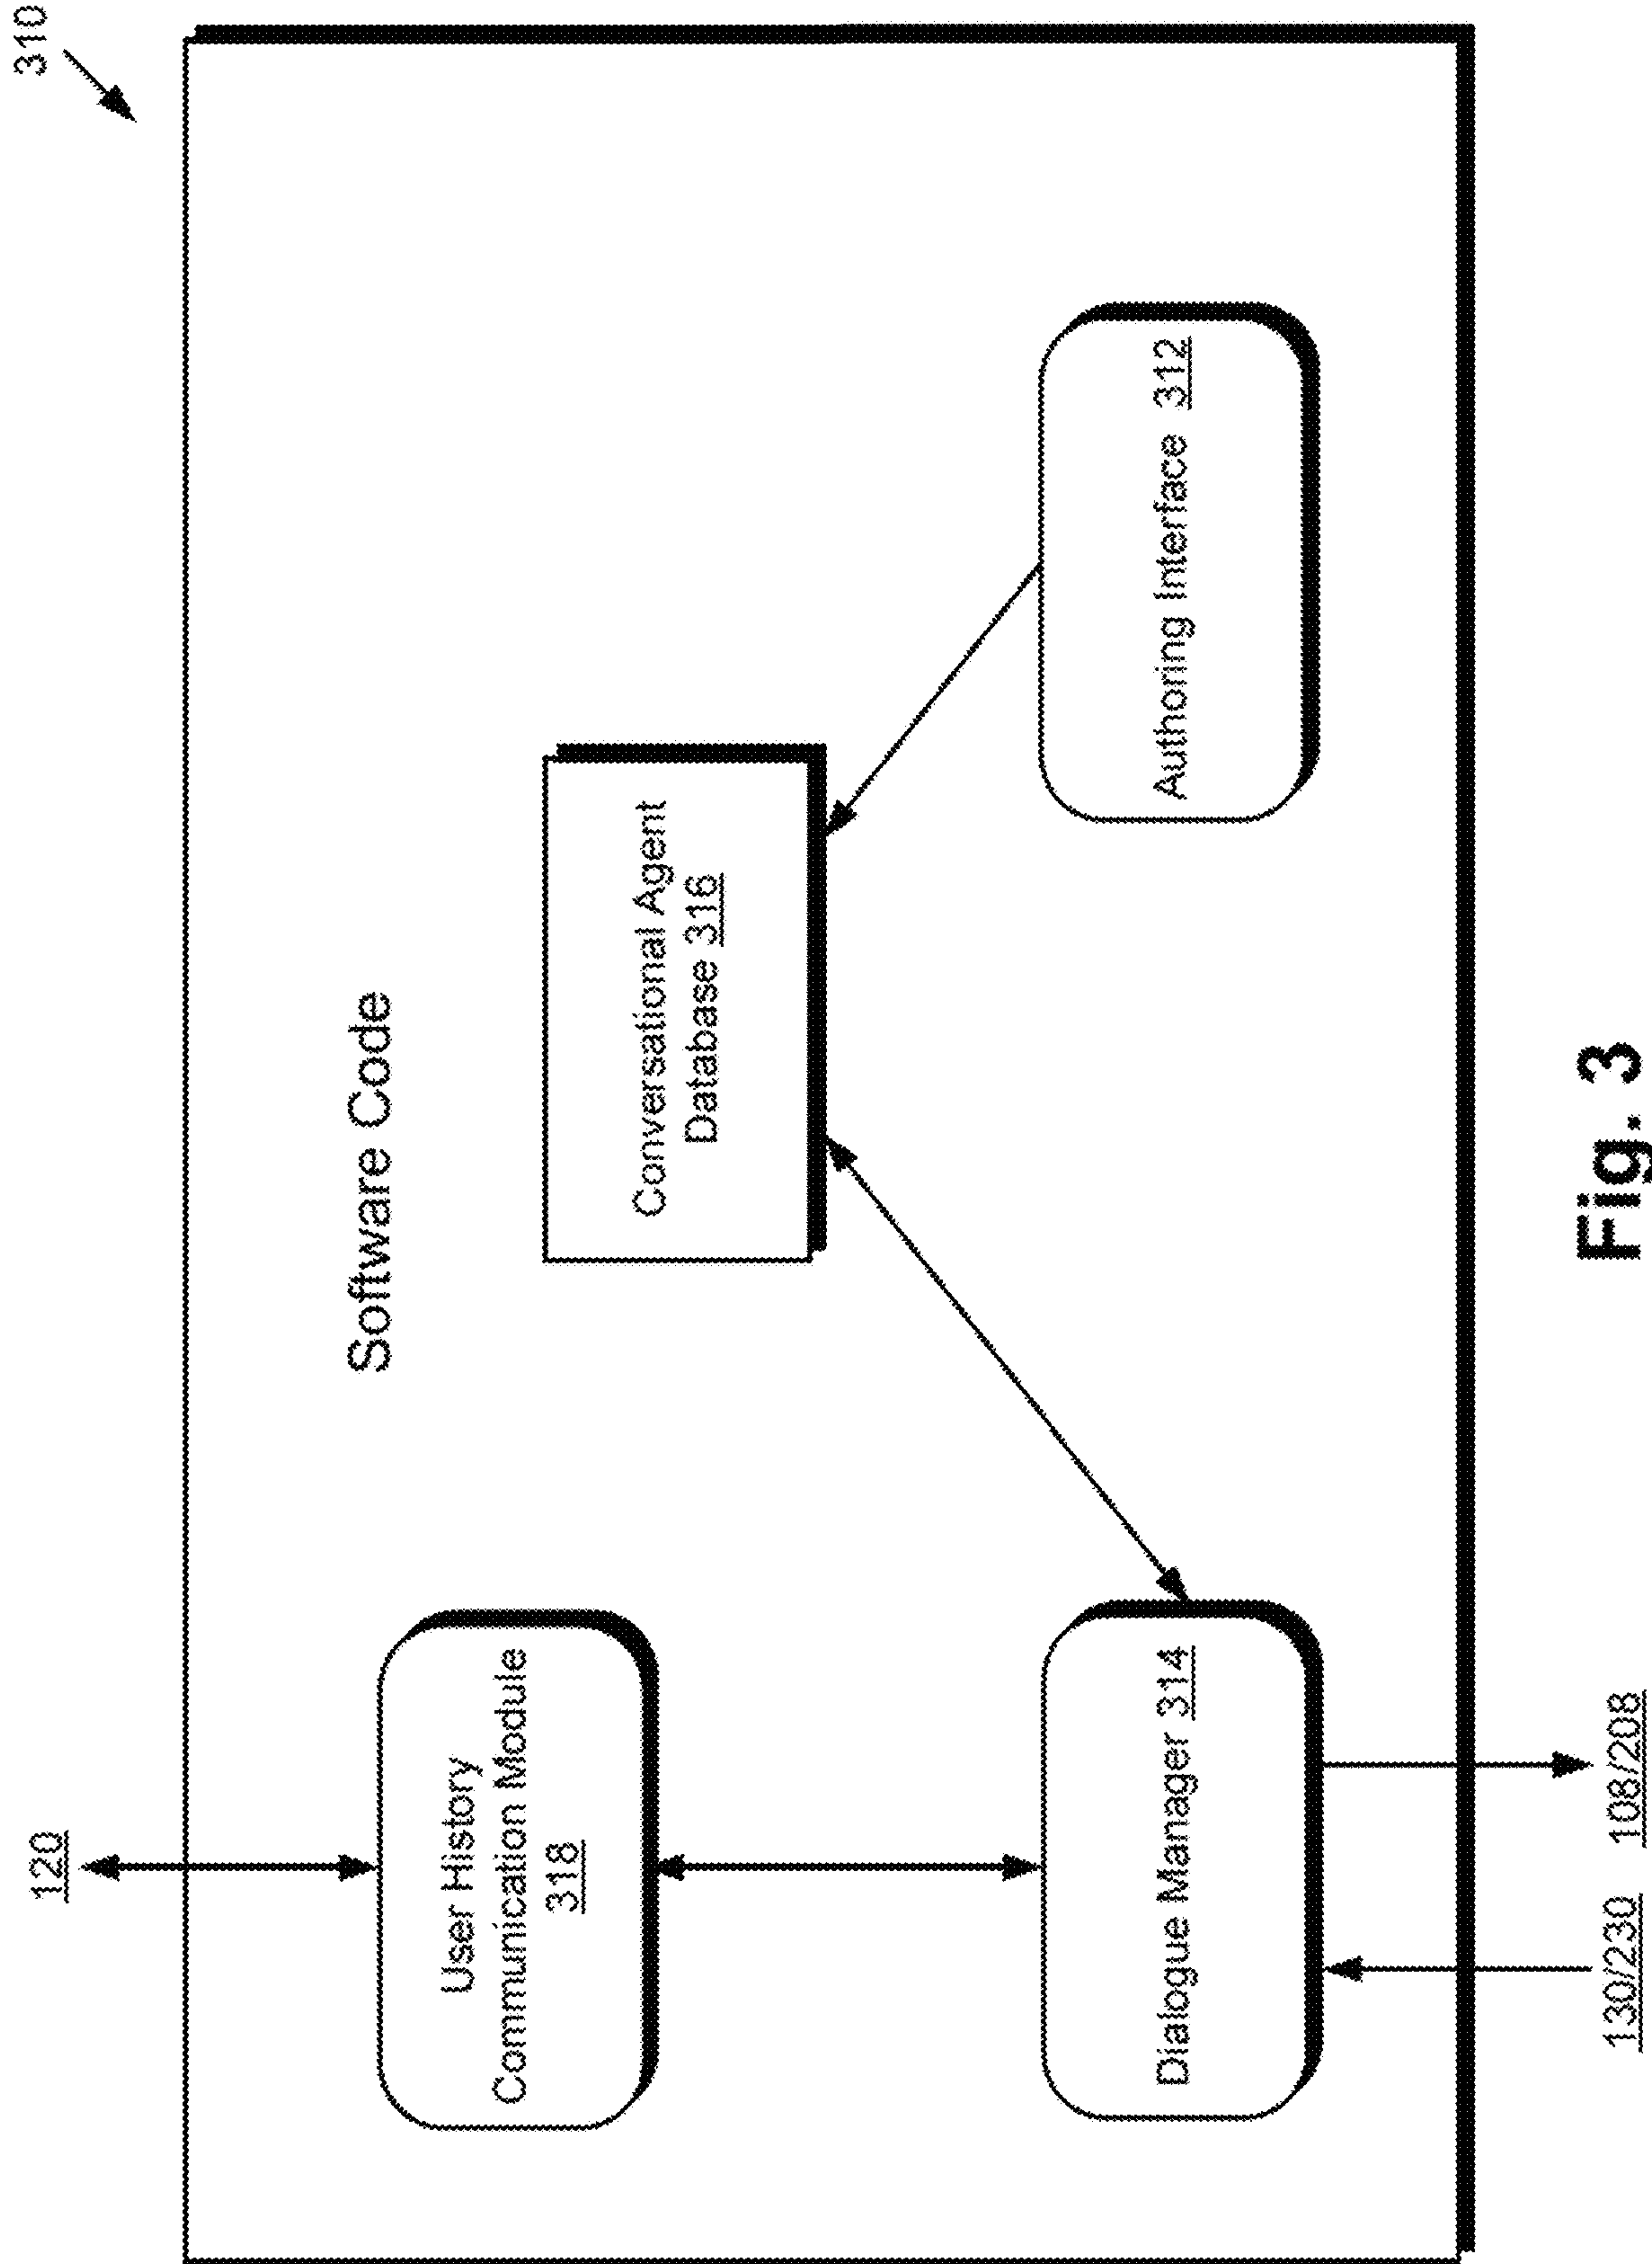 310
120
Software Code
User History
Communication Module
318
Conversational Agent
Database 316
Dialogue Manager 314
Authoring Interface 312
130/230
108/208
Fig. 3